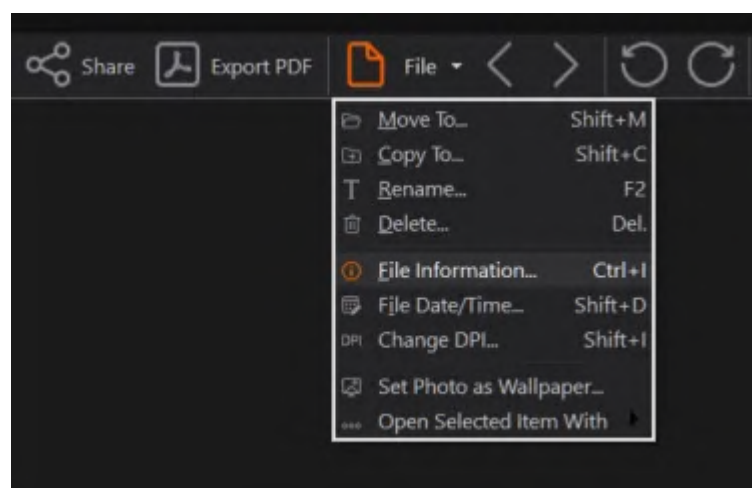 Share Export PDF File
Move To... Shift+M
Copy To... Shift+C
Rename... F2
Delete... Del.
File Information... Ctrl+I
File Date/Time... Shift+D
DPI Change DPI... Shift+I
Set Photo as Wallpaper...
Open Selected Item With